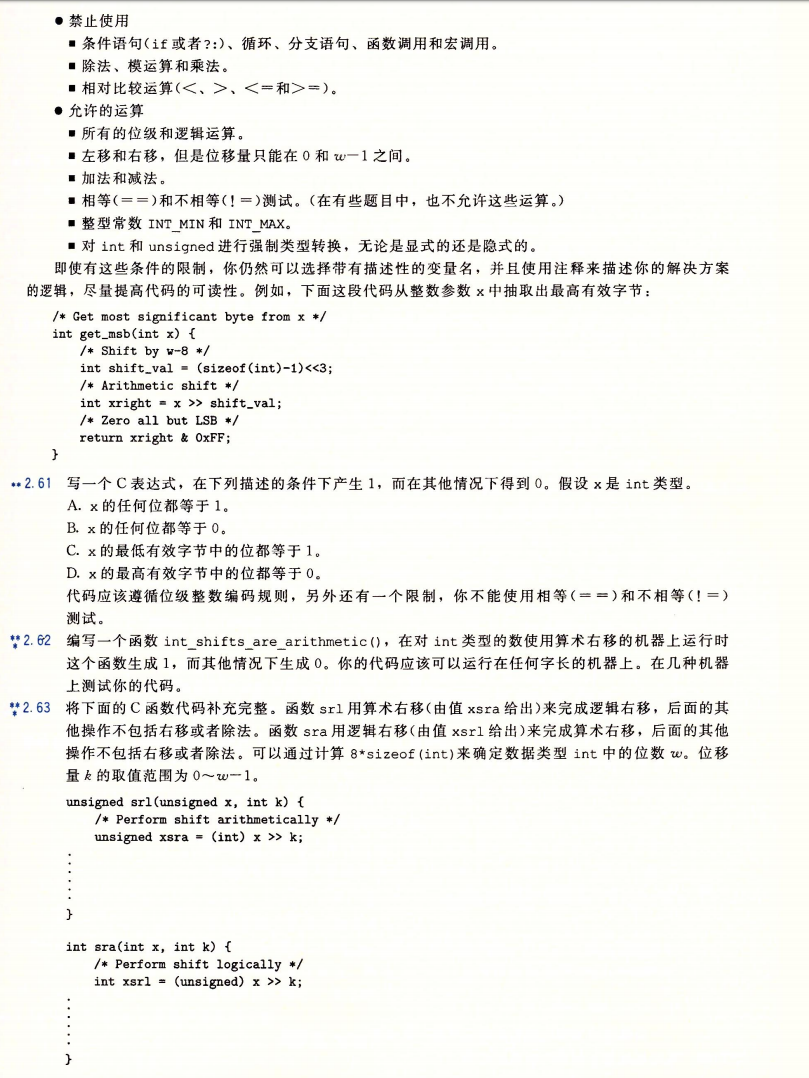 ● 禁止使用
■ 条件语句(if 或者?:)、循环、分支语句、函数调用和宏调用。
■ 除法、模运算和乘法。
■ 相对比较运算(<、>、<=和>=)。
● 允许的运算
■ 所有的位级和逻辑运算。
■ 左移和右移，但是位移量只能在 0 和 w-1 之间。
■ 加法和减法。
■ 相等(==)和不相等(!=)测试。(在有些题目中，也不允许这些运算。)
■ 整型常数 INT_MIN 和 INT_MAX。
■ 对 int 和 unsigned 进行强制类型转换，无论是显式的还是隐式的。
即使有这些条件的限制，你仍然可以选择带有描述性的变量名，并且使用注释来描述你的解决方案
的逻辑，尽量提高代码的可读性。例如，下面这段代码从整数参数 x 中抽取出最高有效字节：
/* Get most significant byte from x */
int get_msb(int x) {
/* Shift by w-8 */
int shift_val = (sizeof(int)-1)<<3;
/* Arithmetic shift */
int xright = x >> shift_val;
/* Zero all but LSB */
return xright & 0xFF;
}
** 2.61 写一个 C 表达式，在下列描述的条件下产生 1，而在其他情况下得到 0。假设 x 是 int 类型。
A. x 的任何位都等于 1。
B. x 的任何位都等于 0。
C. x 的最低有效字节中的位都等于 1。
D. x 的最高有效字节中的位都等于 0。
代码应该遵循位级整数编码规则，另外还有一个限制，你不能使用相等(==)和不相等(!=)
测试。
*** 2.62 编写一个函数 int_shifts_are_arithmetic()，在对 int 类型的数使用算术右移的机器上运行时
这个函数生成 1，而其他情况下生成 0。你的代码应该可以运行在任何字长的机器上。在几种机器
上测试你的代码。
*** 2.63 将下面的 C 函数代码补充完整。函数 srl 用算术右移(由值 xsra 给出)来完成逻辑右移，后面的其
他操作不包括右移或者除法。函数 sra 用逻辑右移(由值 xsrl 给出)来完成算术右移，后面的其他
操作不包括右移或者除法。可以通过计算 8*sizeof(int)来确定数据类型 int 中的位数 w。位移
量 k 的取值范围为 0～w-1。
unsigned srl(unsigned x, int k) {
/* Perform shift arithmetically */
unsigned xsra = (int) x >> k;
.
.
.
.
.
.
}
int sra(int x, int k) {
/* Perform shift logically */
int xsrl = (unsigned) x >> k;
.
.
.
.
.
.
}